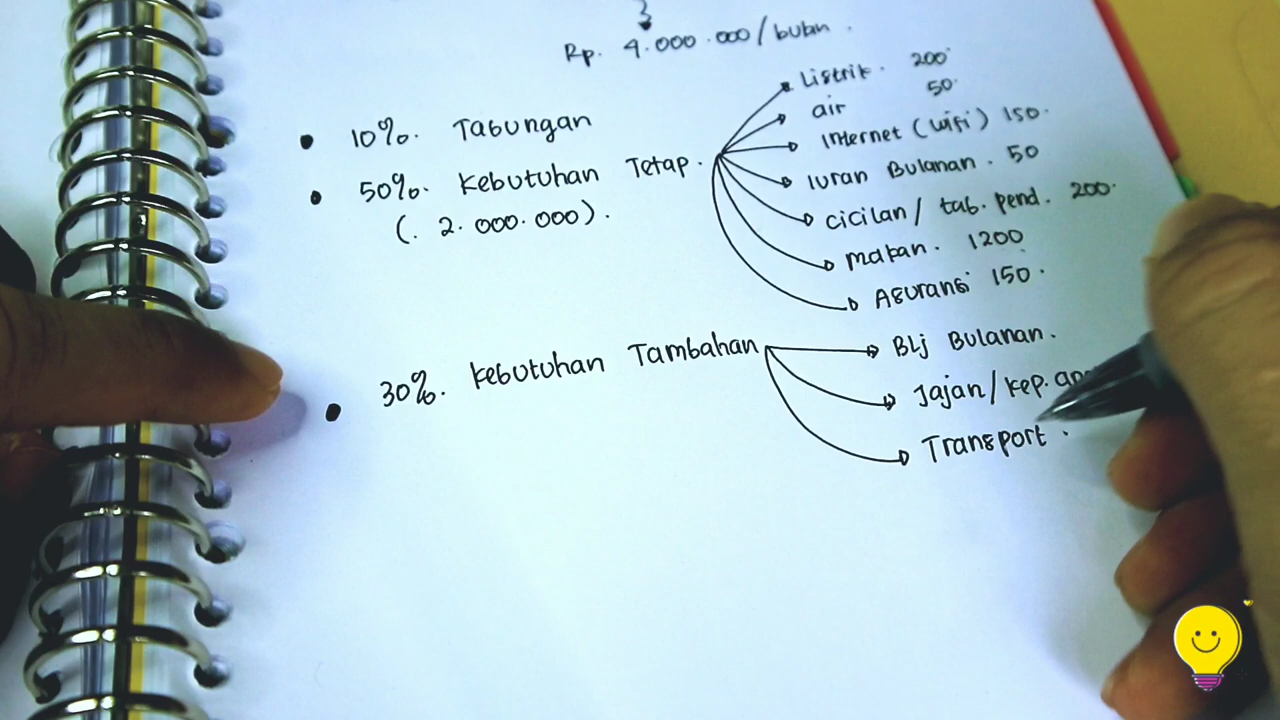 3
Rp. 4.000.000/bulan.
• 10%. Tabungan
• 50%. Kebutuhan Tetap.
(. 2.000.000).
Listrik. 200
air 50
Internet (wifi) 150.
Iuran Bulanan. 50
cicilan/ tab. pend. 200.
makan. 1200
Asuransi 150.
• 30%. Kebutuhan Tambahan
Blj Bulanan.
Jajan/kep.
Transport.